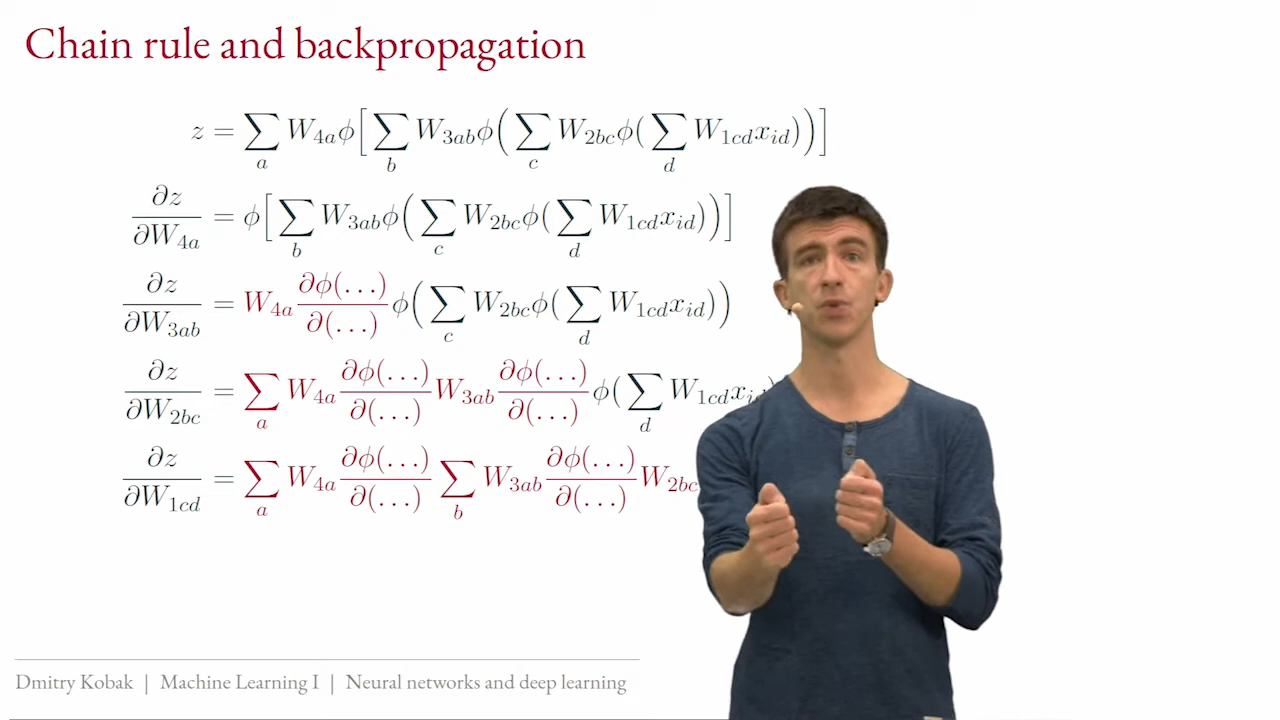 Chain rule and backpropagation
z = ∑_a W_{4a} ϕ[ ∑_b W_{3ab} ϕ( ∑_c W_{2bc} ϕ( ∑_d W_{1cd} x_{id} ) ) ]
∂z/∂W_{4a} = ϕ[ ∑_b W_{3ab} ϕ( ∑_c W_{2bc} ϕ( ∑_d W_{1cd} x_{id} ) ) ]
∂z/∂W_{3ab} = W_{4a} ∂ϕ(...)/∂(...) ϕ( ∑_c W_{2bc} ϕ( ∑_d W_{1cd} x_{id} ) )
∂z/∂W_{2bc} = ∑_a W_{4a} ∂ϕ(...)/∂(...) W_{3ab} ∂ϕ(...)/∂(...) ϕ( ∑_d W_{1cd} x_{id} )
∂z/∂W_{1cd} = ∑_a W_{4a} ∂ϕ(...)/∂(...) ∑_b W_{3ab} ∂ϕ(...)/∂(...) W_{2bc}
Dmitry Kobak | Machine Learning I | Neural networks and deep learning